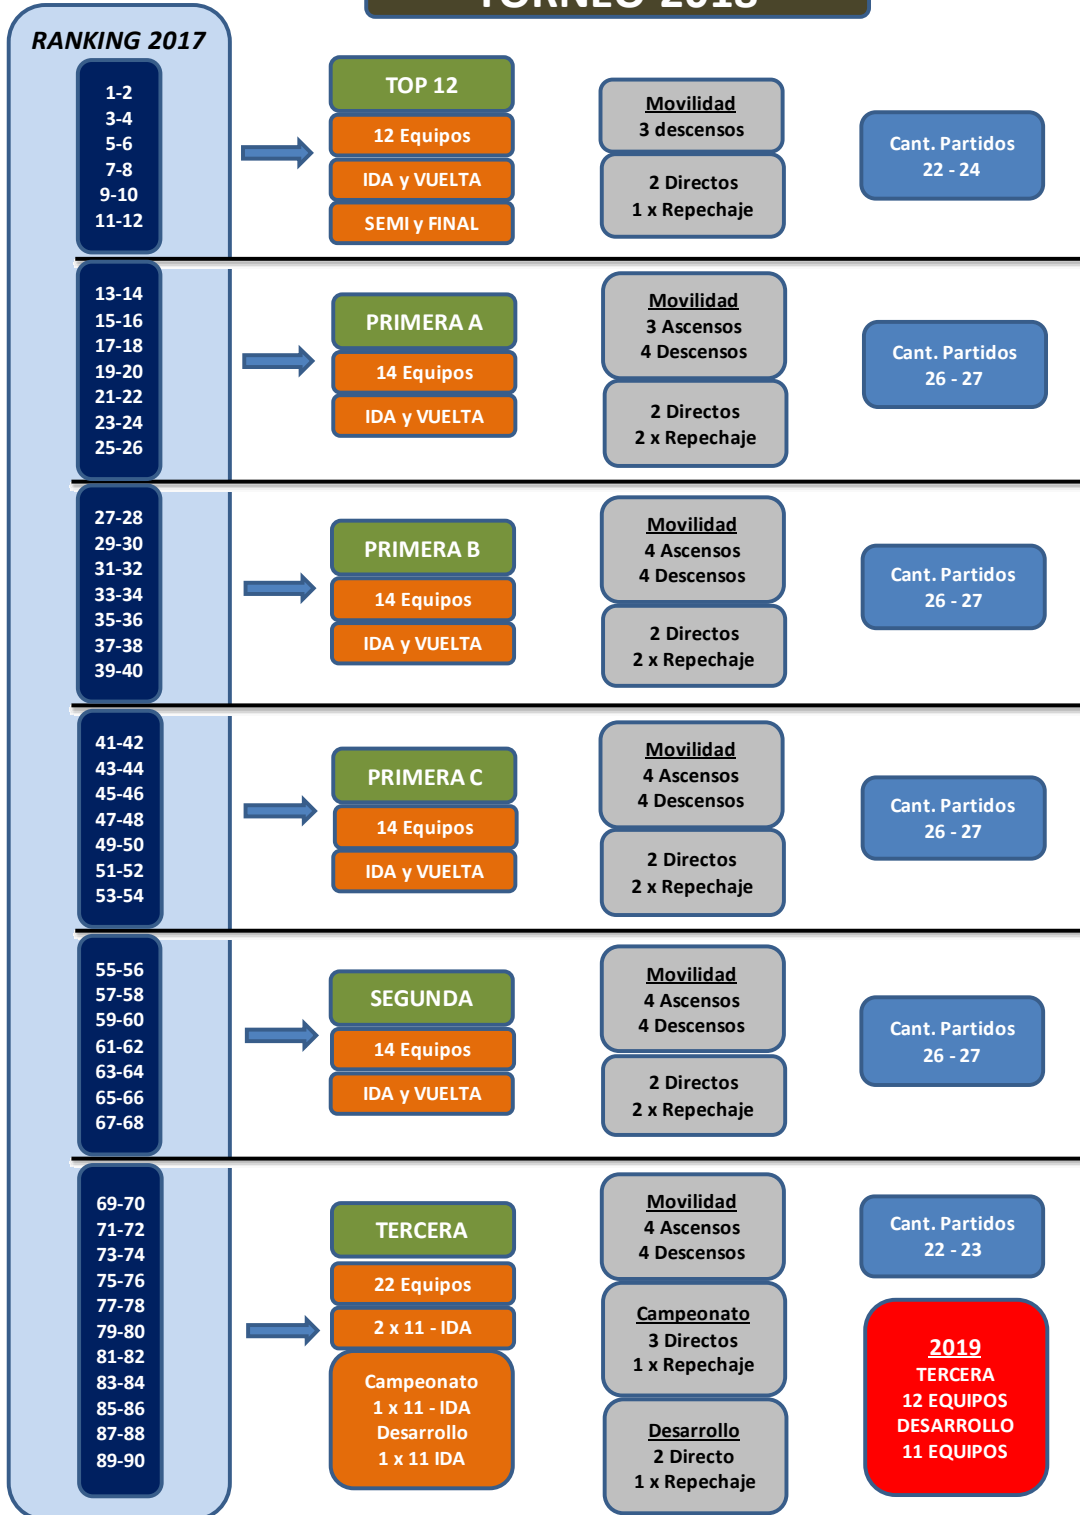 TORNEO 2018
RANKING 2017
1-2
3-4
5-6
7-8
9-10
11-12
TOP 12
12 Equipos
IDA y VUELTA
SEMI y FINAL
Movilidad
3 descensos
2 Directos
1 x Repechaje
Cant. Partidos
22 - 24
13-14
15-16
17-18
19-20
21-22
23-24
25-26
PRIMERA A
14 Equipos
IDA y VUELTA
Movilidad
3 Ascensos
4 Descensos
2 Directos
2 x Repechaje
Cant. Partidos
26 - 27
27-28
29-30
31-32
33-34
35-36
37-38
39-40
PRIMERA B
14 Equipos
IDA y VUELTA
Movilidad
4 Ascensos
4 Descensos
2 Directos
2 x Repechaje
Cant. Partidos
26 - 27
41-42
43-44
45-46
47-48
49-50
51-52
53-54
PRIMERA C
14 Equipos
IDA y VUELTA
Movilidad
4 Ascensos
4 Descensos
2 Directos
2 x Repechaje
Cant. Partidos
26 - 27
55-56
57-58
59-60
61-62
63-64
65-66
67-68
SEGUNDA
14 Equipos
IDA y VUELTA
Movilidad
4 Ascensos
4 Descensos
2 Directos
2 x Repechaje
Cant. Partidos
26 - 27
69-70
71-72
73-74
75-76
77-78
79-80
81-82
83-84
85-86
87-88
89-90
TERCERA
22 Equipos
2 x 11 - IDA
Campeonato
1 x 11 - IDA
Desarrollo
1 x 11 IDA
Movilidad
4 Ascensos
4 Descensos
Campeonato
3 Directos
1 x Repechaje
Desarrollo
2 Directo
1 x Repechaje
Cant. Partidos
22 - 23
2019
TERCERA
12 EQUIPOS
DESARROLLO
11 EQUIPOS